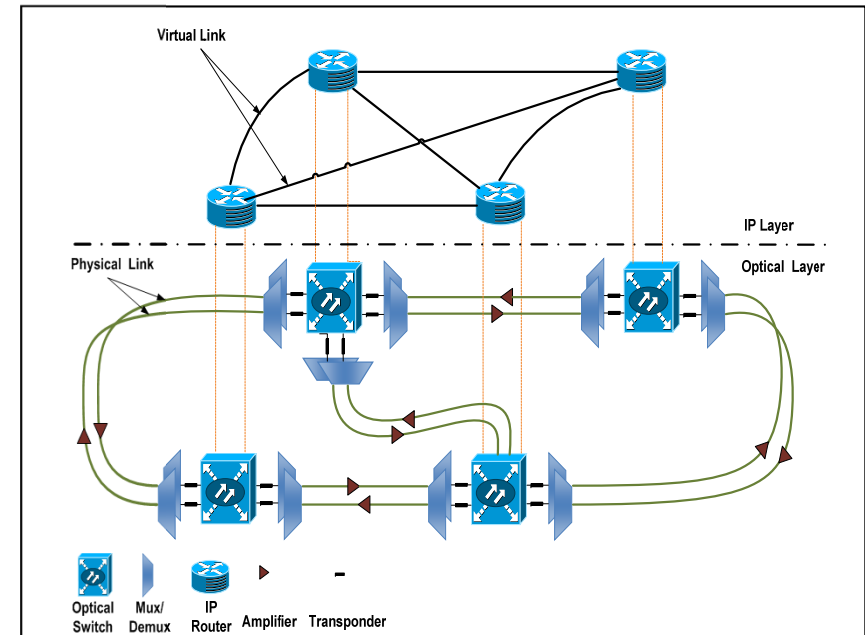 Virtual Link
IP Layer
Physical Link
Optical Layer
Optical
Switch
Mux/
Demux
IP
Router
Amplifier
Transponder